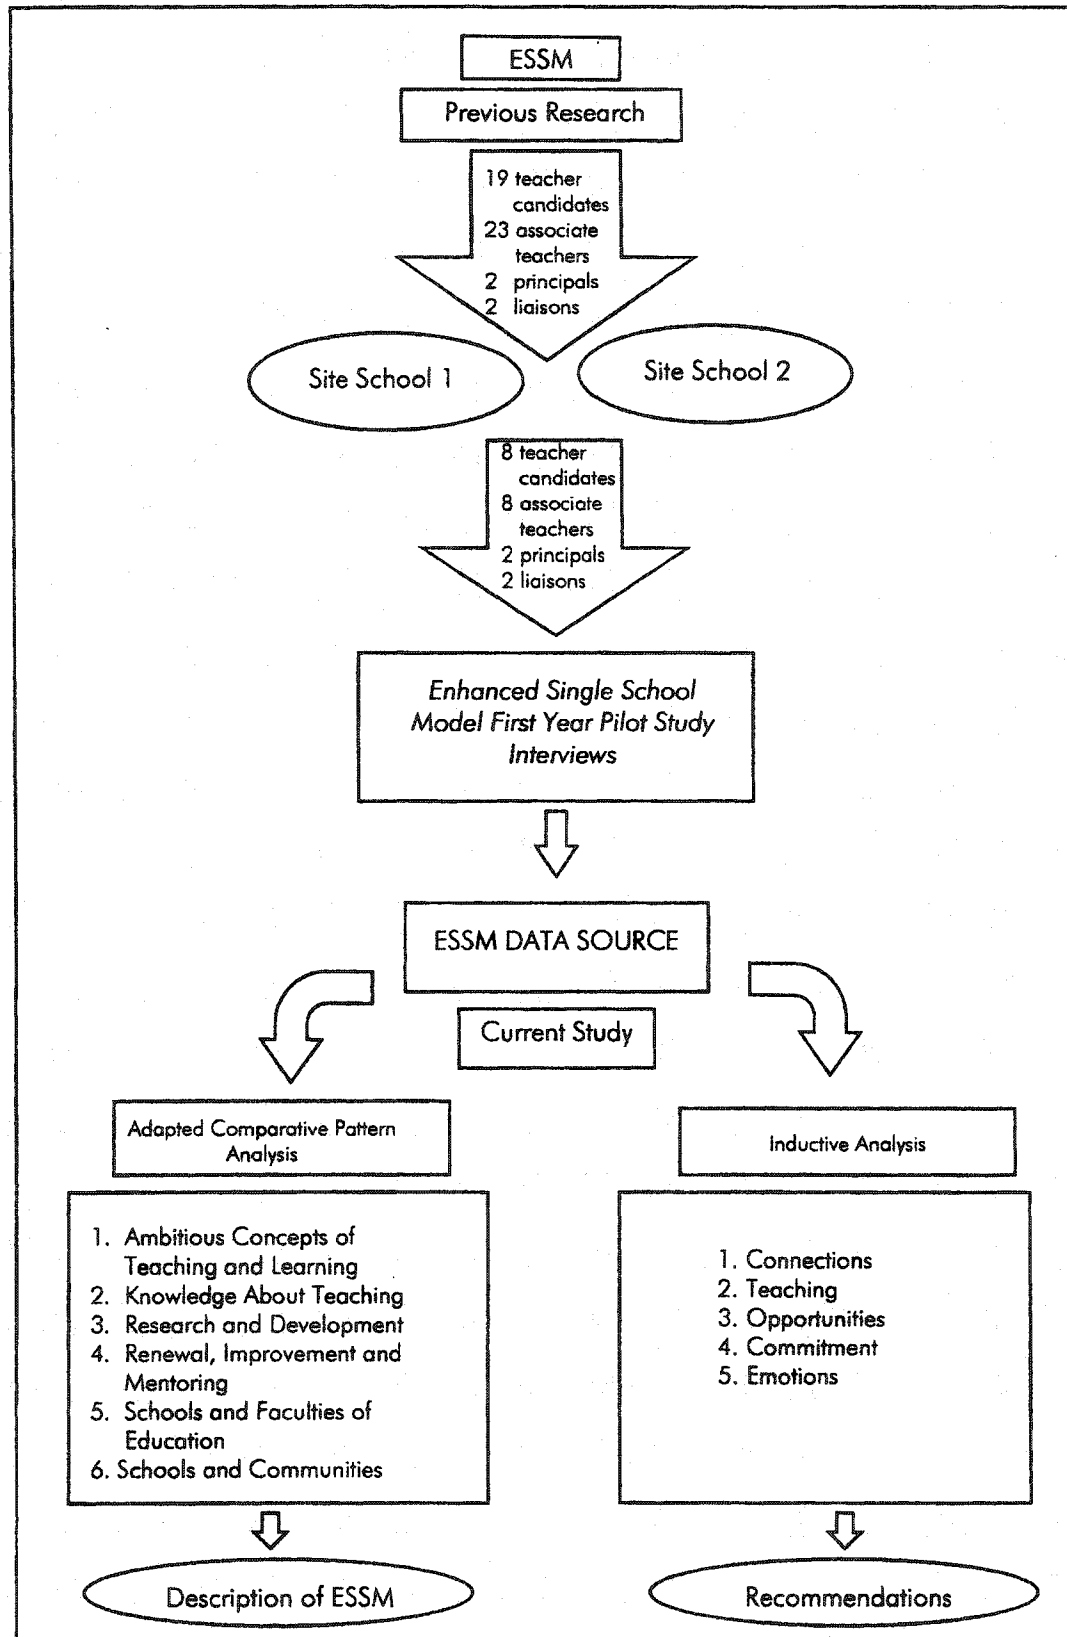 ESSM
Previous Research
19 teacher
candidates
23 associate
teachers
2 principals
2 liaisons
Site School 1
Site School 2
8 teacher
candidates
8 associate
teachers
2 principals
2 liaisons
Enhanced Single School
Model First Year Pilot Study
Interviews
ESSM DATA SOURCE
Current Study
Adapted Comparative Pattern
Analysis
1. Ambitious Concepts of
Teaching and Learning
2. Knowledge About Teaching
3. Research and Development
4. Renewal, Improvement and
Mentoring
5. Schools and Faculties of
Education
6. Schools and Communities
Description of ESSM
Inductive Analysis
1. Connections
2. Teaching
3. Opportunities
4. Commitment
5. Emotions
Recommendations